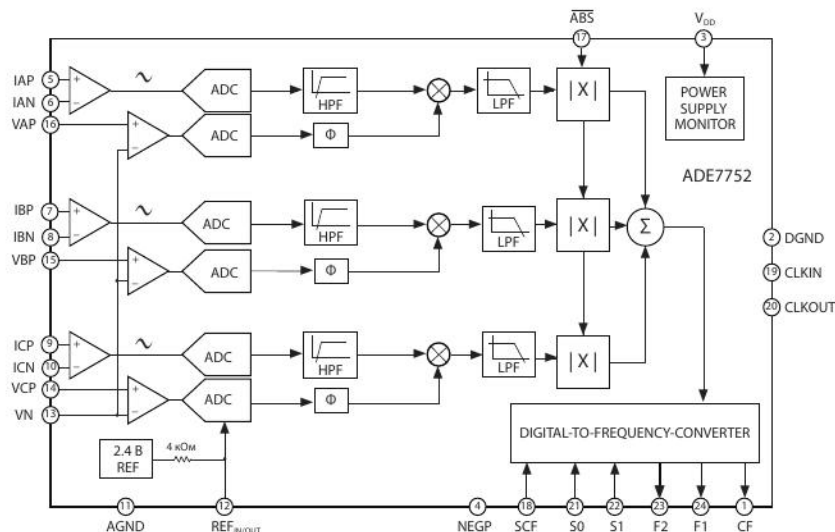 ABS
17
V DD
3
IAP
5
IAN
6
VAP
16
ADC
HPF
LPF
|X|
POWER
SUPPLY
MONITOR
ADC
Φ
ADE7752
IBP
7
IBN
8
VBP
15
ADC
HPF
LPF
|X|
Σ
ADC
Φ
2
DGND
19
CLKIN
20
CLKOUT
ICP
9
ICN
10
VCP
14
VN
13
ADC
HPF
LPF
|X|
ADC
Φ
2.4 В
REF
4 кОм
DIGITAL-TO-FREQUENCY-CONVERTER
11
12
4
18
21
22
23
24
1
AGND
REF IN/OUT
NEGP
SCF
S0
S1
F2
F1
CF